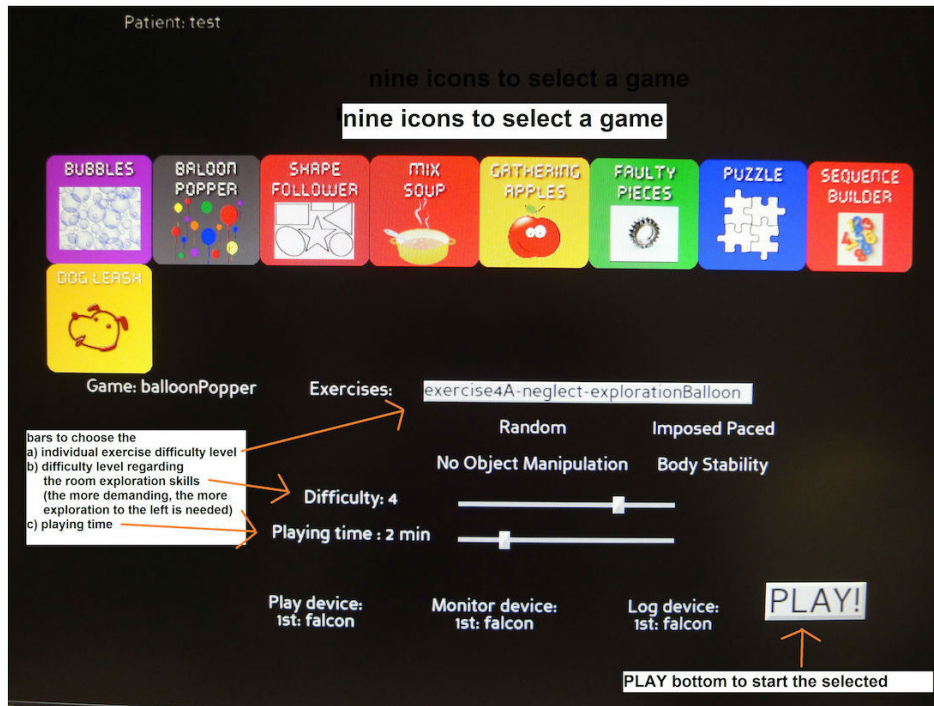 Patient: test
nine icons to select a game
nine icons to select a game
BUBBLES
BALOON
POPPER
SHAPE
FOLLOWER
MIX
SOUP
GATHERING
APPLES
FAULTY
PIECES
PUZZLE
SEQUENCE
BUILDER
DOG LEASH
Game: balloonPopper
Exercises:
exercise4A-neglect-explorationBalloon
Random
Imposed Paced
No Object Manipulation
Body Stability
bars to choose the
a) individual exercise difficulty level
b) difficulty level regarding
the room exploration skills
(the more demanding, the more
exploration to the left is needed)
c) playing time
Difficulty: 4
Playing time : 2 min
Play device:
1st: falcon
Monitor device:
1st: falcon
Log device:
1st: falcon
PLAY!
PLAY bottom to start the selected